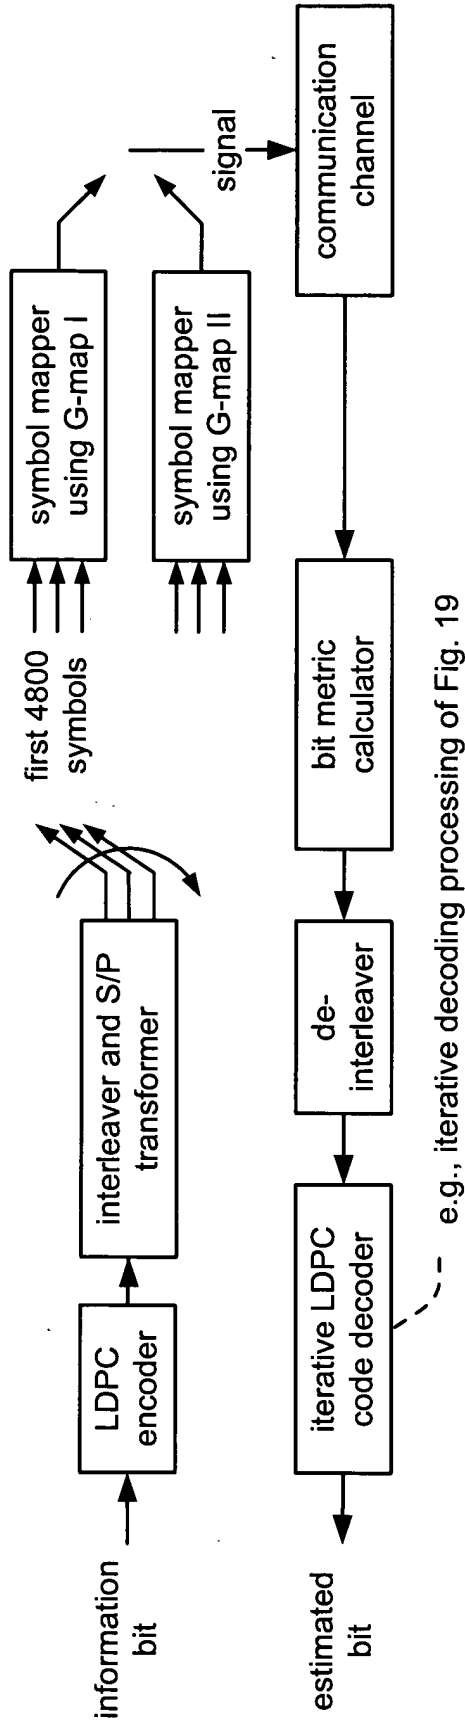 information
bit
LDPC
encoder
interleaver and S/P
transformer
first 4800
symbols
symbol mapper
using G-map I
symbol mapper
using G-map II
signal
communication
channel
bit metric
calculator
de-
interleaver
iterative LDPC
code decoder
estimated
bit
e.g., iterative decoding processing of Fig. 19